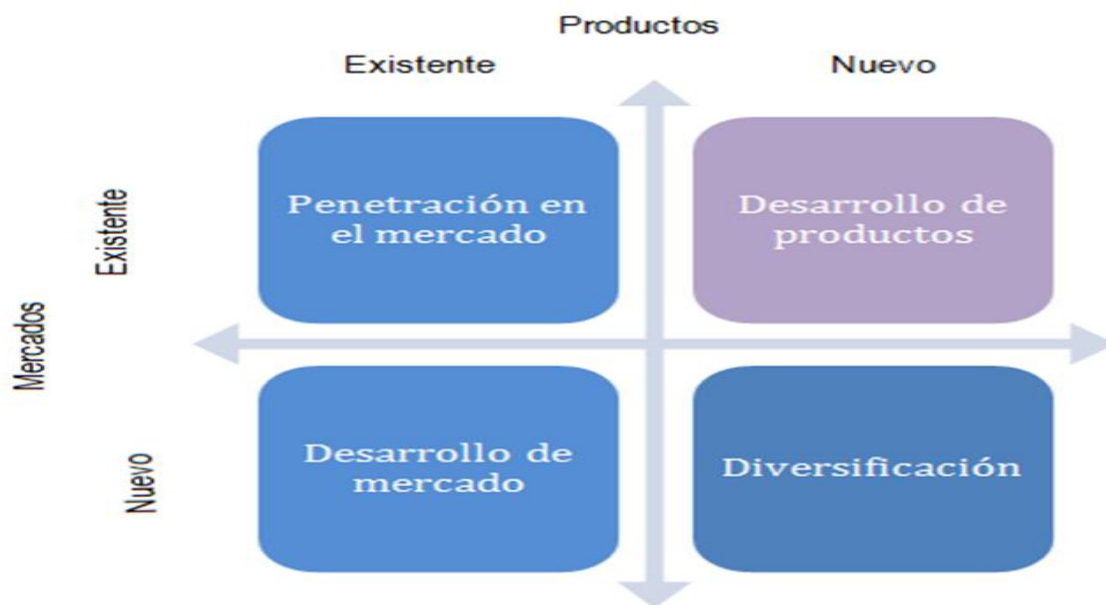 Productos
Existente
Nuevo
Existente
Penetración en
el mercado
Desarrollo de
productos
Mercados
Nuevo
Desarrollo de
mercado
Diversificación